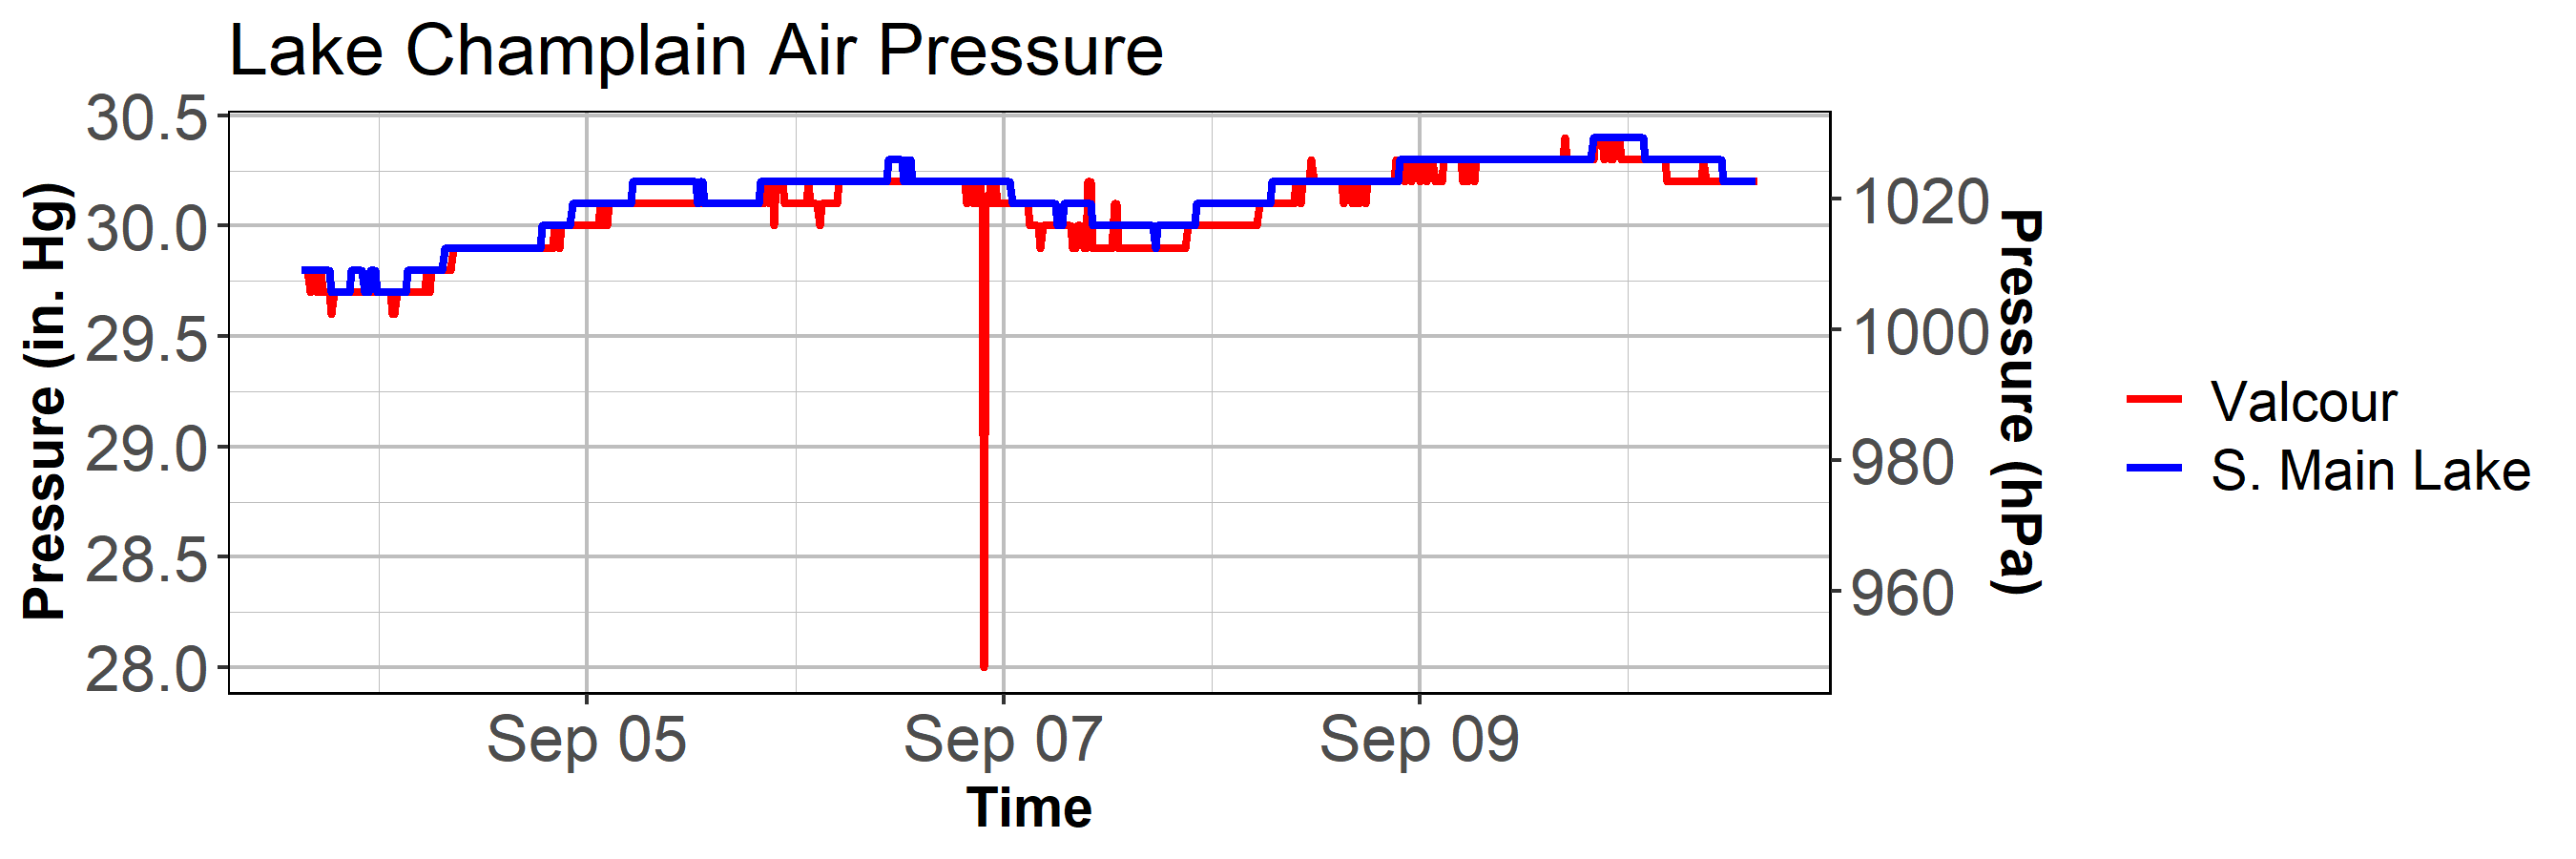 Lake Champlain Air Pressure
Pressure (in. Hg)
30.5
30.0
29.5
29.0
28.5
28.0
1020
1000
980
960
Pressure (hPa)
Sep 05 Sep 07 Sep 09
Time
Valcour
S. Main Lake